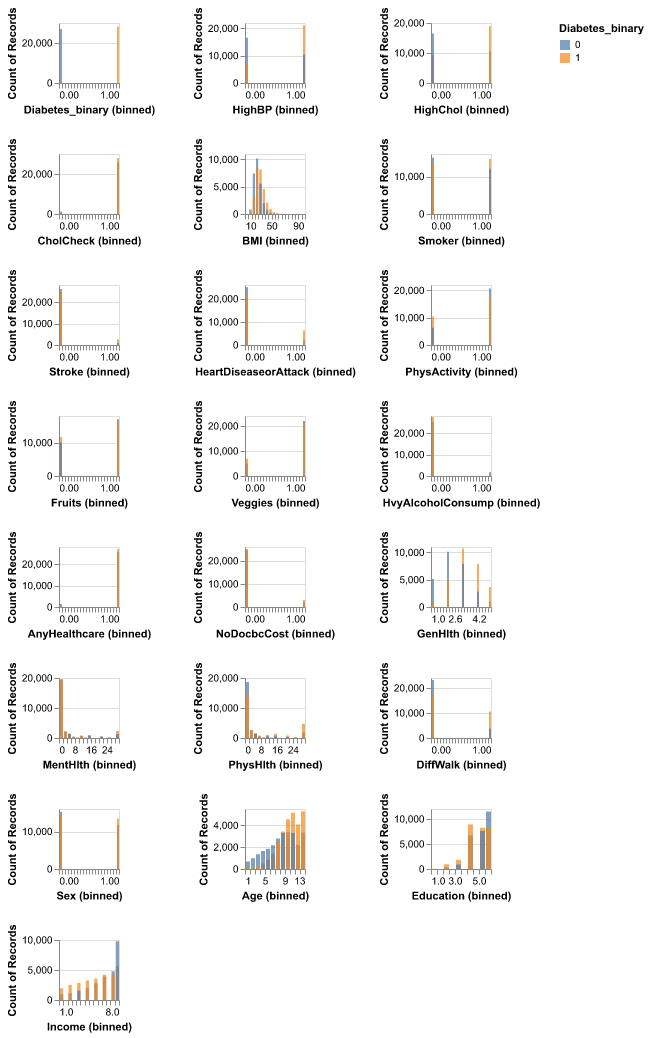 Diabetes_binary
0
1
Count of Records
20,000
0
0.00 1.00
Diabetes_binary (binned)
Count of Records
20,000
10,000
0
0.00 1.00
HighBP (binned)
Count of Records
20,000
10,000
0
0.00 1.00
HighChol (binned)
Count of Records
20,000
0
0.00 1.00
CholCheck (binned)
Count of Records
10,000
5,000
0
10 50 90
BMI (binned)
Count of Records
10,000
0
0.00 1.00
Smoker (binned)
Count of Records
20,000
10,000
0
0.00 1.00
Stroke (binned)
Count of Records
20,000
10,000
0
0.00 1.00
HeartDiseaseorAttack (binned)
Count of Records
20,000
10,000
0
0.00 1.00
PhysActivity (binned)
Count of Records
10,000
0
0.00 1.00
Fruits (binned)
Count of Records
20,000
10,000
0
0.00 1.00
Veggies (binned)
Count of Records
20,000
10,000
0
0.00 1.00
HvyAlcoholConsump (binned)
Count of Records
20,000
10,000
0
0.00 1.00
AnyHealthcare (binned)
Count of Records
20,000
10,000
0
0.00 1.00
NoDocbcCost (binned)
Count of Records
10,000
5,000
0
1.0 2.6 4.2
GenHlth (binned)
Count of Records
20,000
10,000
0
0 8 16 24
MentHlth (binned)
Count of Records
20,000
10,000
0
0 8 16 24
PhysHlth (binned)
Count of Records
20,000
10,000
0
0.00 1.00
DiffWalk (binned)
Count of Records
10,000
0
0.00 1.00
Sex (binned)
Count of Records
4,000
2,000
0
1 5 9 13
Age (binned)
Count of Records
10,000
5,000
0
1.0 3.0 5.0
Education (binned)
Count of Records
10,000
5,000
0
1.0 8.0
Income (binned)